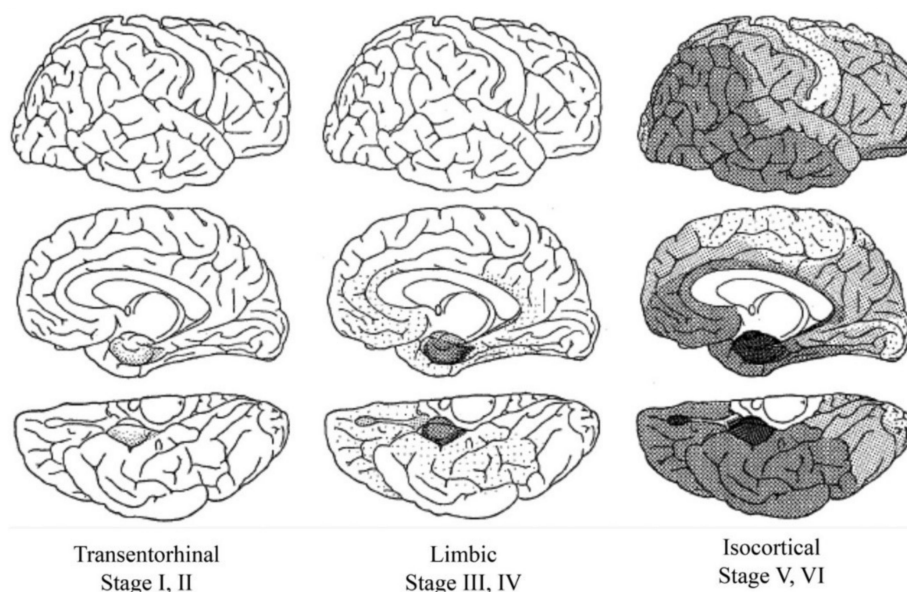 Transentorhinal
Stage I, II
Limbic
Stage III, IV
Isocortical
Stage V, VI